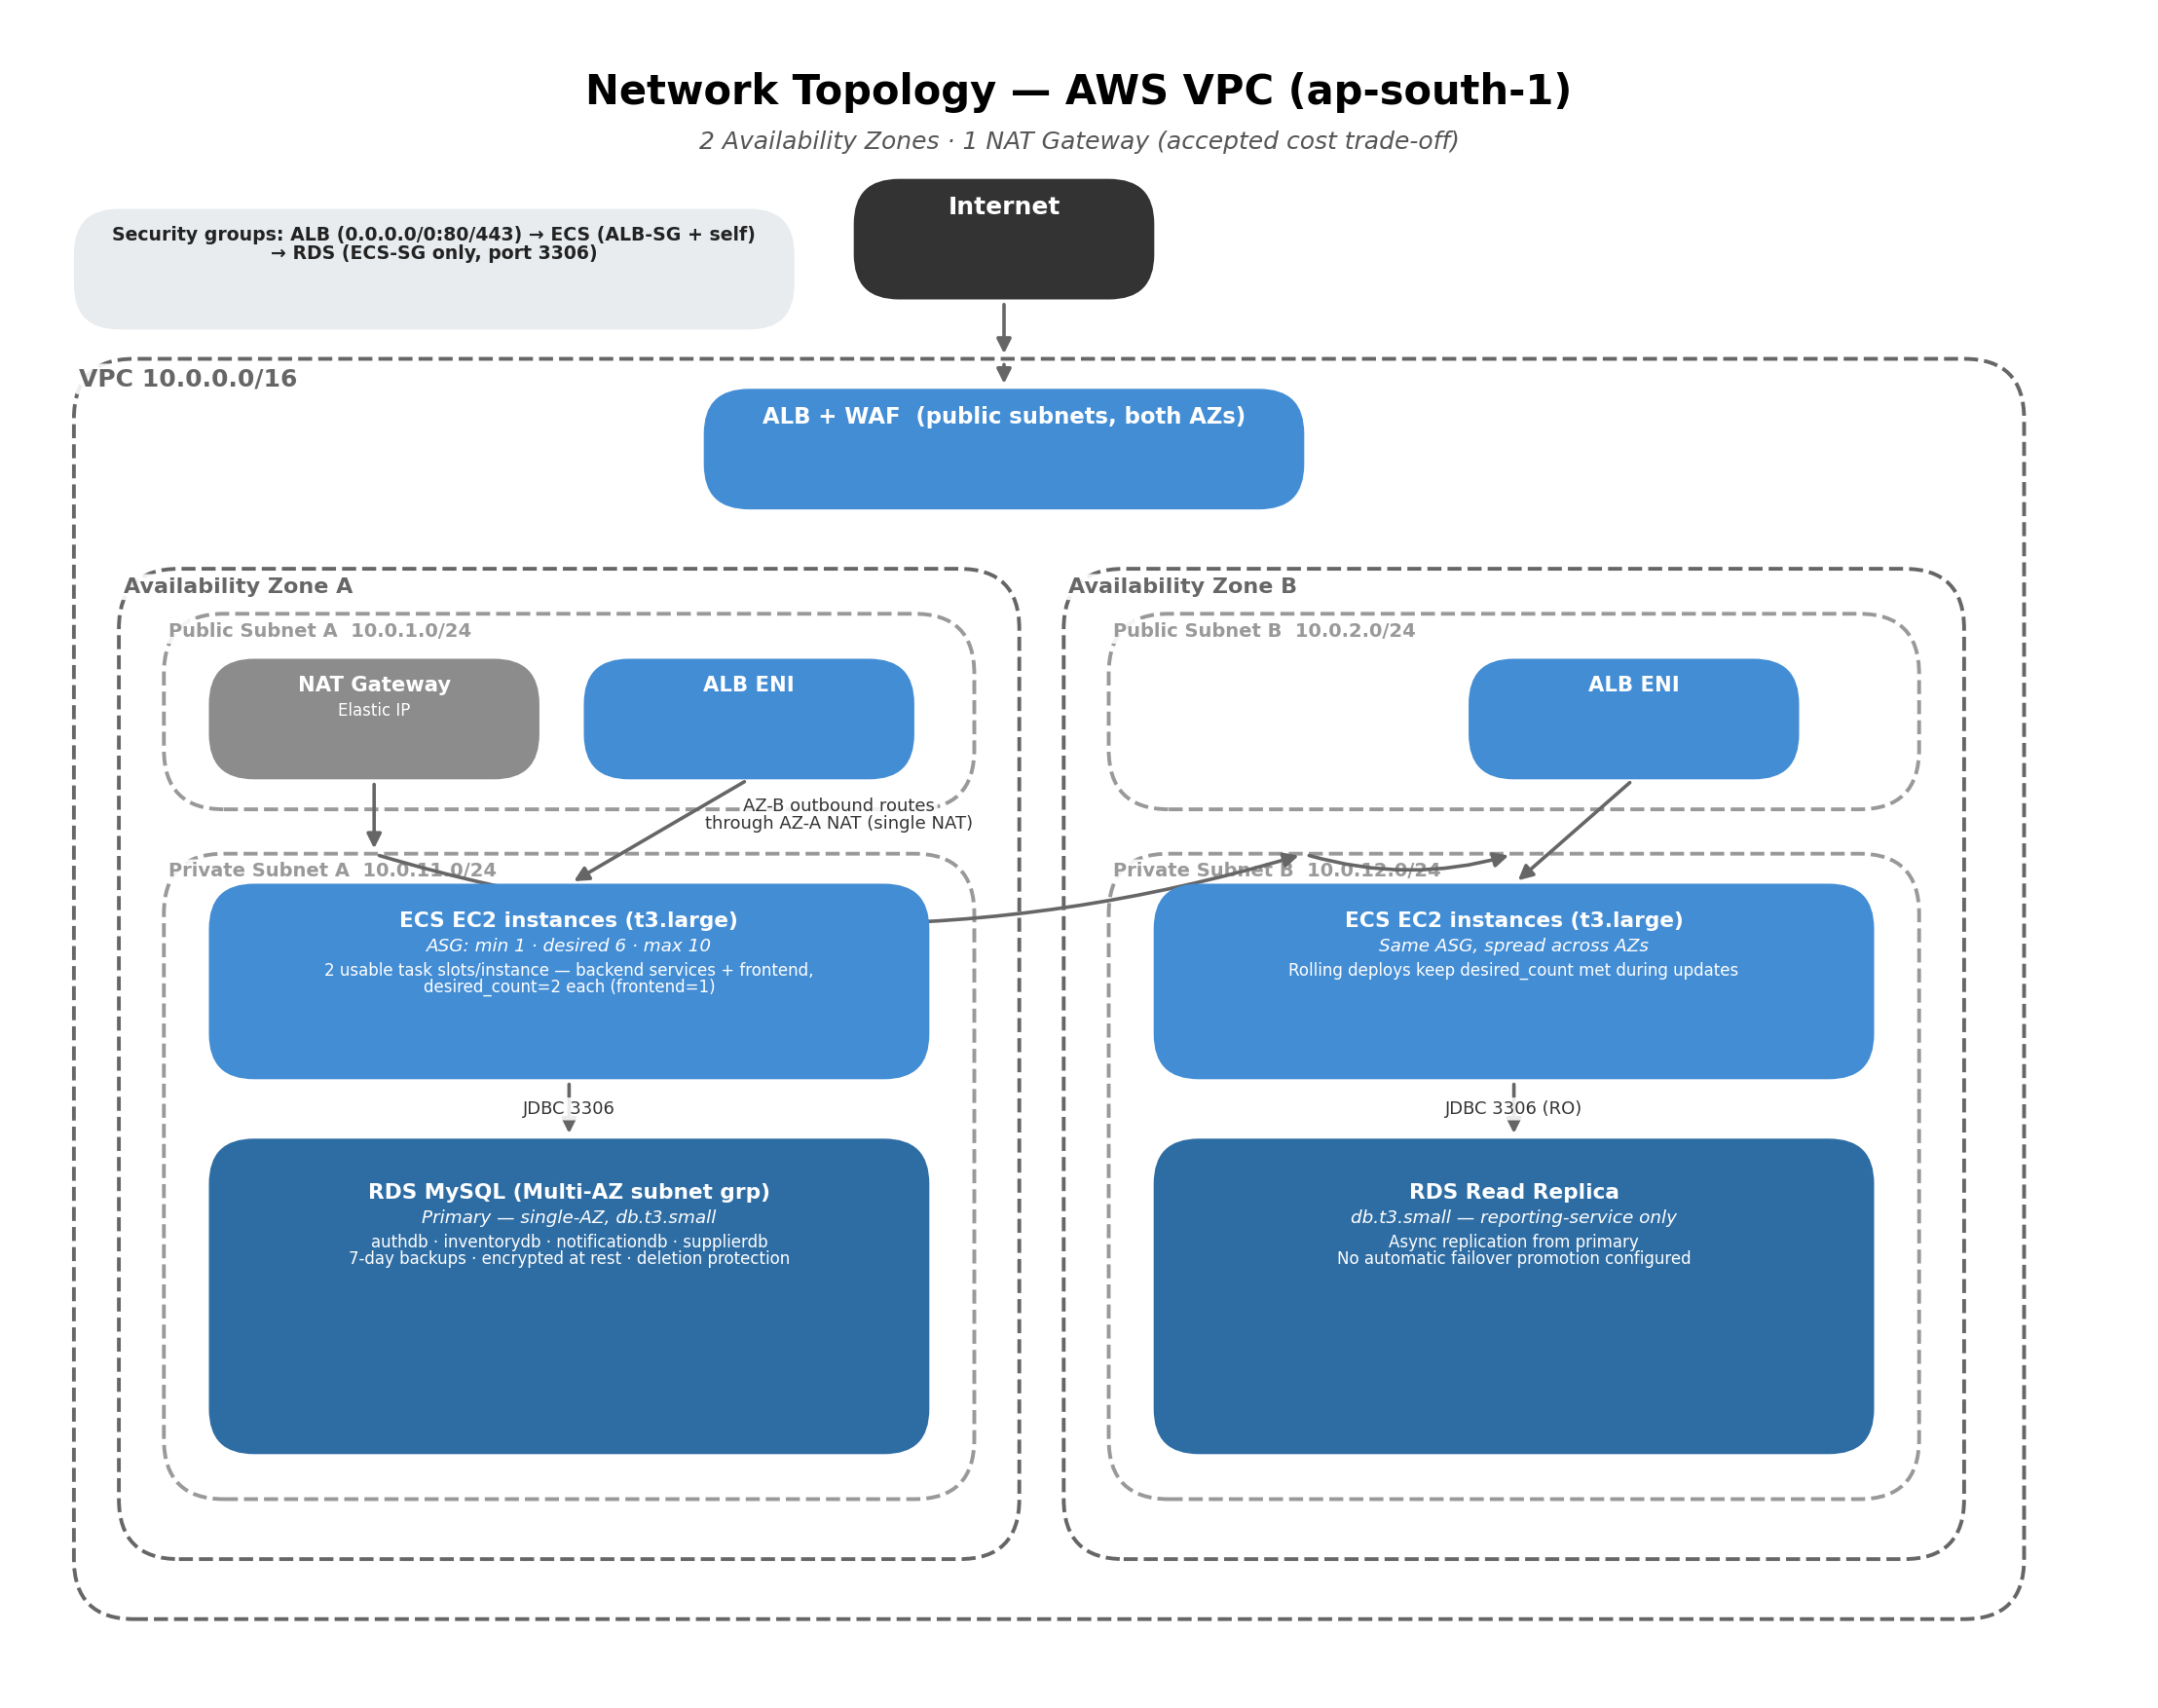 Network Topology — AWS VPC (ap-south-1)
2 Availability Zones · 1 NAT Gateway (accepted cost trade-off)
Internet
Security groups: ALB (0.0.0.0/0:80/443) → ECS (ALB-SG + self)
→ RDS (ECS-SG only, port 3306)
VPC 10.0.0.0/16
ALB + WAF  (public subnets, both AZs)
Availability Zone A
Public Subnet A  10.0.1.0/24
NAT Gateway
Elastic IP
ALB ENI
AZ-B outbound routes
through AZ-A NAT (single NAT)
Private Subnet A  10.0.11.0/24
ECS EC2 instances (t3.large)
ASG: min 1 · desired 6 · max 10
2 usable task slots/instance — backend services + frontend,
desired_count=2 each (frontend=1)
JDBC 3306
RDS MySQL (Multi-AZ subnet grp)
Primary — single-AZ, db.t3.small
authdb · inventorydb · notificationdb · supplierdb
7-day backups · encrypted at rest · deletion protection
Availability Zone B
Public Subnet B  10.0.2.0/24
ALB ENI
Private Subnet B  10.0.12.0/24
ECS EC2 instances (t3.large)
Same ASG, spread across AZs
Rolling deploys keep desired_count met during updates
JDBC 3306 (RO)
RDS Read Replica
db.t3.small — reporting-service only
Async replication from primary
No automatic failover promotion configured